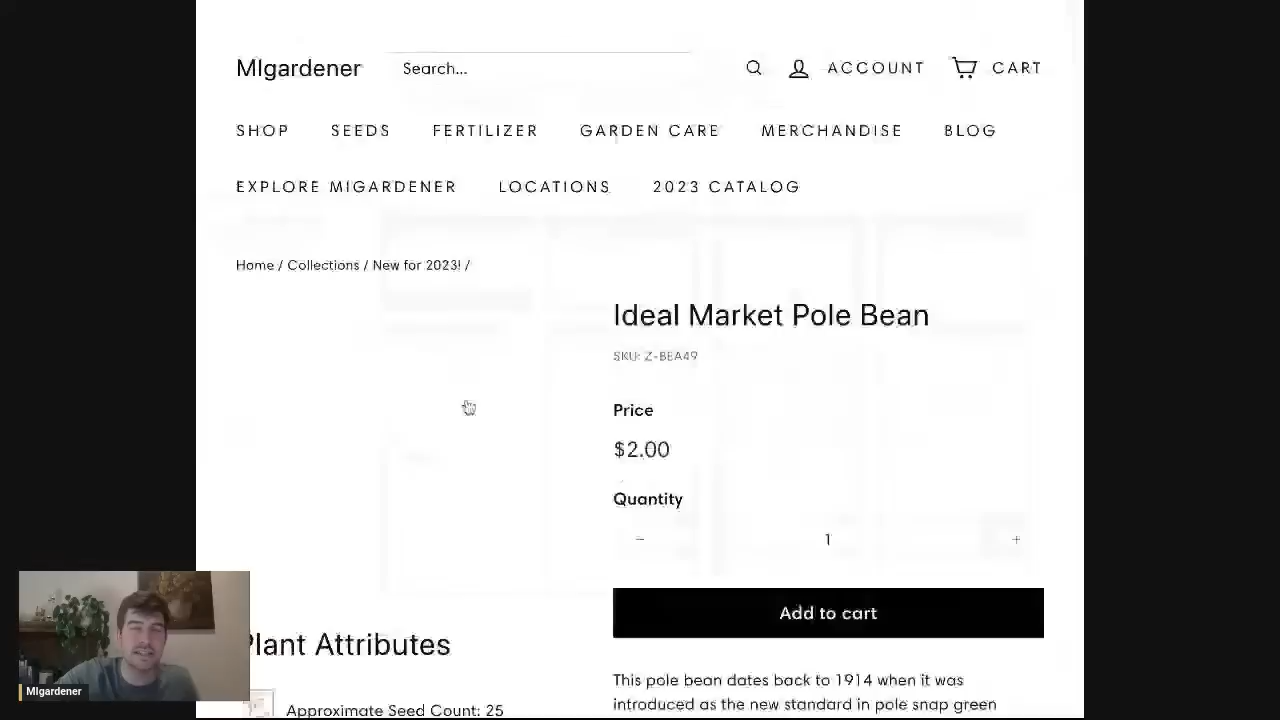 MIgardener
Search...
ACCOUNT
CART
SHOP
SEEDS
FERTILIZER
GARDEN CARE
MERCHANDISE
BLOG
EXPLORE MIGARDENER
LOCATIONS
2023 CATALOG
Home / Collections / New for 2023! /
Ideal Market Pole Bean
SKU: Z-BEA49
Price
$2.00
Quantity
− 1 +
Add to cart
Plant Attributes
Approximate Seed Count: 25
This pole bean dates back to 1914 when it was
introduced as the new standard in pole snap green
MIgardener